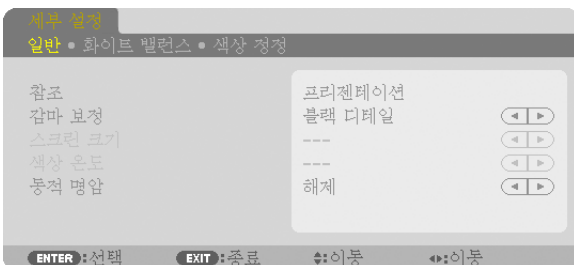 세부 설정
일반 • 화이트 밸런스 • 색상 정정
참조 프리젠테이션
감마 보정 블랙 디테일
스크린 크기 ---
색상 온도 ---
동적 명암 해제
ENTER:선택 EXIT:종료 :이동 :이동